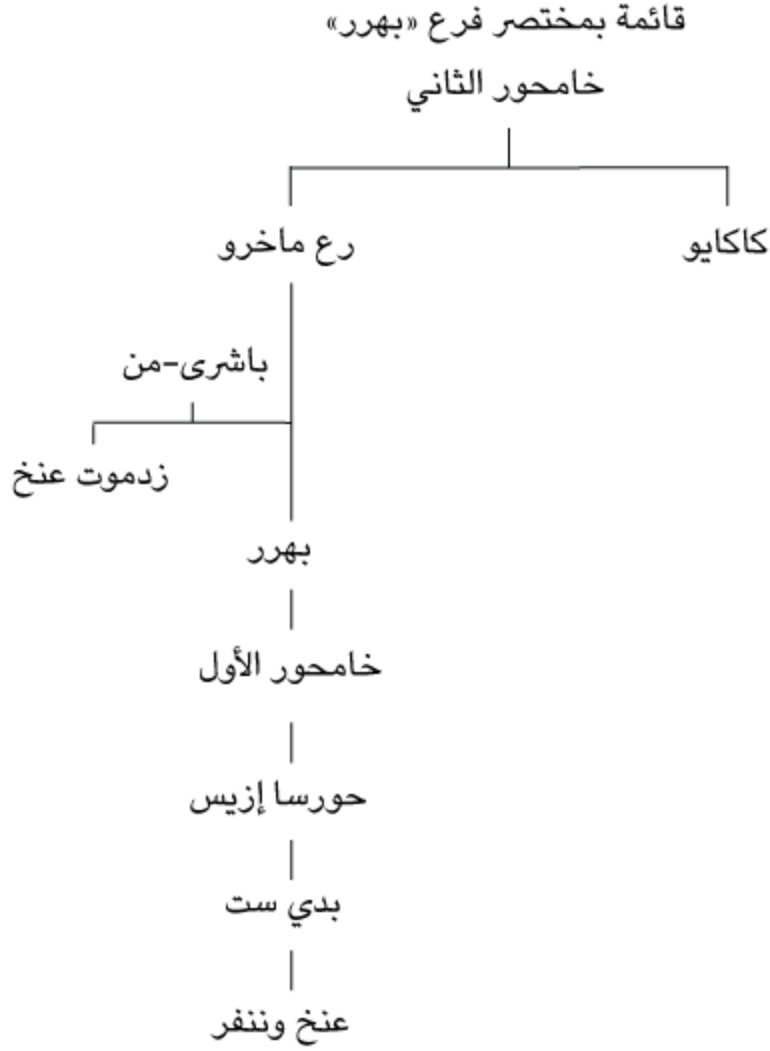 قائمة بمختصر فرع «بهرر»
خامحور الثاني
كاكايو
رع ماخرو
باشرى-من
زدموت عنخ
بهرر
خامحور الأول
حورسا إزيس
بدي ست
عنخ وننفر